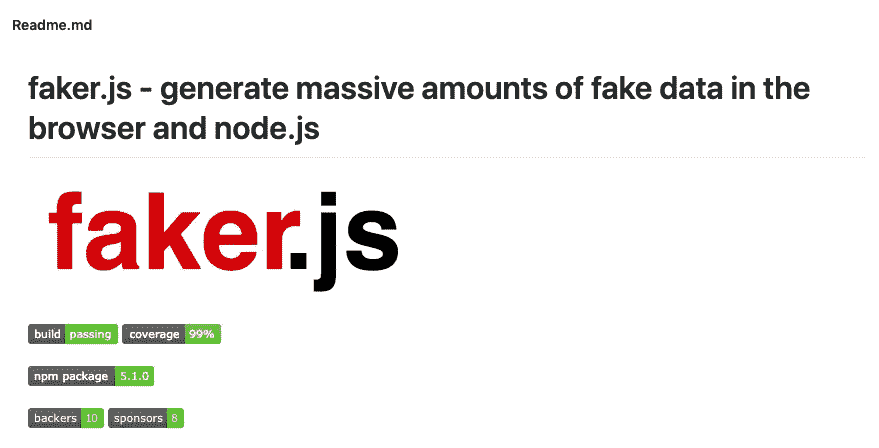 Readme.md
faker.js - generate massive amounts of fake data in the
browser and node.js
faker.js
build passing coverage 99%
npm package 5.1.0
backers 10 sponsors 8